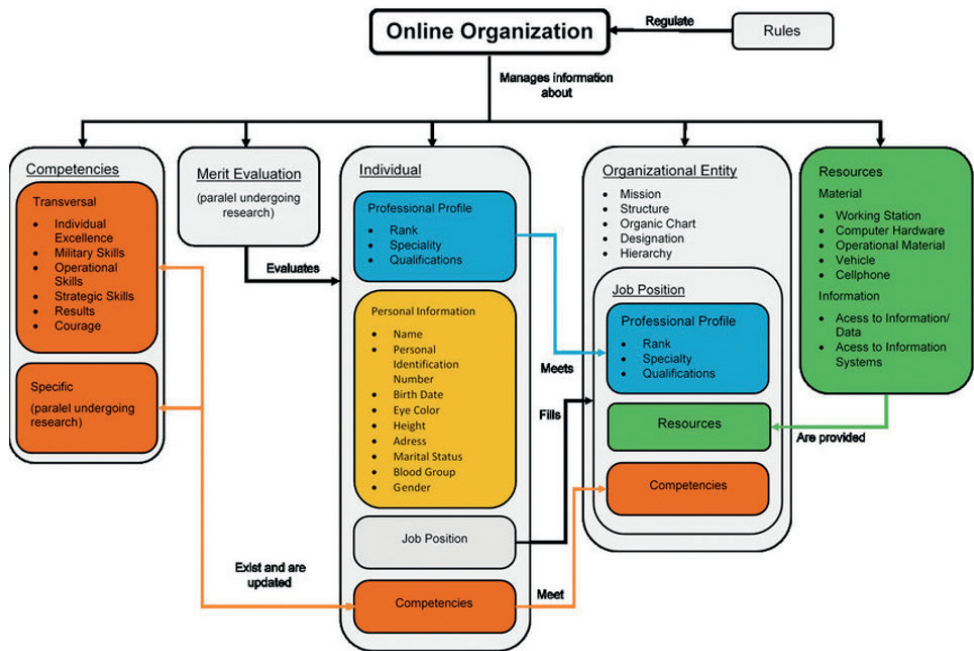 Online Organization
Regulate
Rules
Manages information
about
Competencies
Transversal
• Individual
Excellence
• Military Skills
• Operational
Skills
• Strategic Skills
• Results
• Courage
Specific
(paralel undergoing
research)
Merit Evaluation
(paralel undergoing
research)
Evaluates
Exist and are
updated
Individual
Professional Profile
• Rank
• Speciality
• Qualifications
Personal Information
• Name
• Personal
Identification
Number
• Birth Date
• Eye Color
• Height
• Adress
• Marital Status
• Blood Group
• Gender
Job Position
Competencies
Meets
Fills
Meet
Organizational Entity
• Mission
• Structure
• Organic Chart
• Designation
• Hierarchy
Job Position
Professional Profile
• Rank
• Specialty
• Qualifications
Resources
Competencies
Resources
Material
• Working Station
• Computer Hardware
• Operational Material
• Vehicle
• Cellphone
Information
• Acess to Information/
Data
• Acess to Information
Systems
Are provided